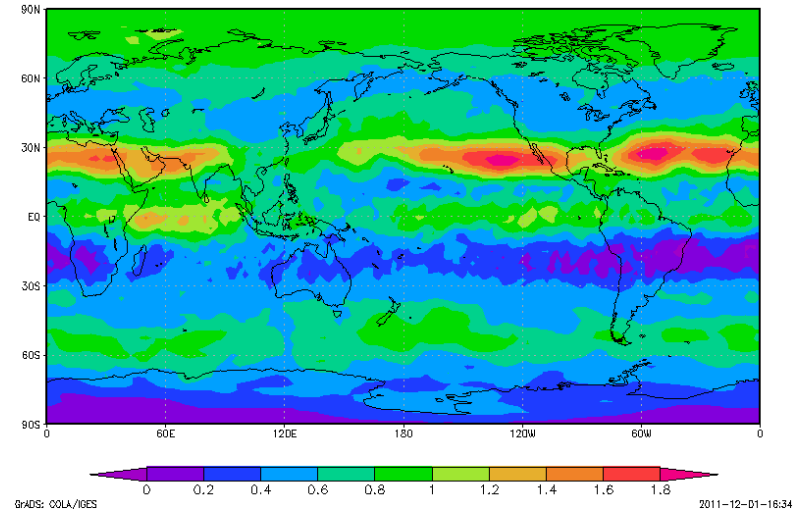 90N
60N
30N
EQ
30S
60S
90S
0 60E 120E 180 120W 60W 0
0 0.2 0.4 0.6 0.8 1 1.2 1.4 1.6 1.8
GrADS: COLA/IGES 2011-12-01-16:34